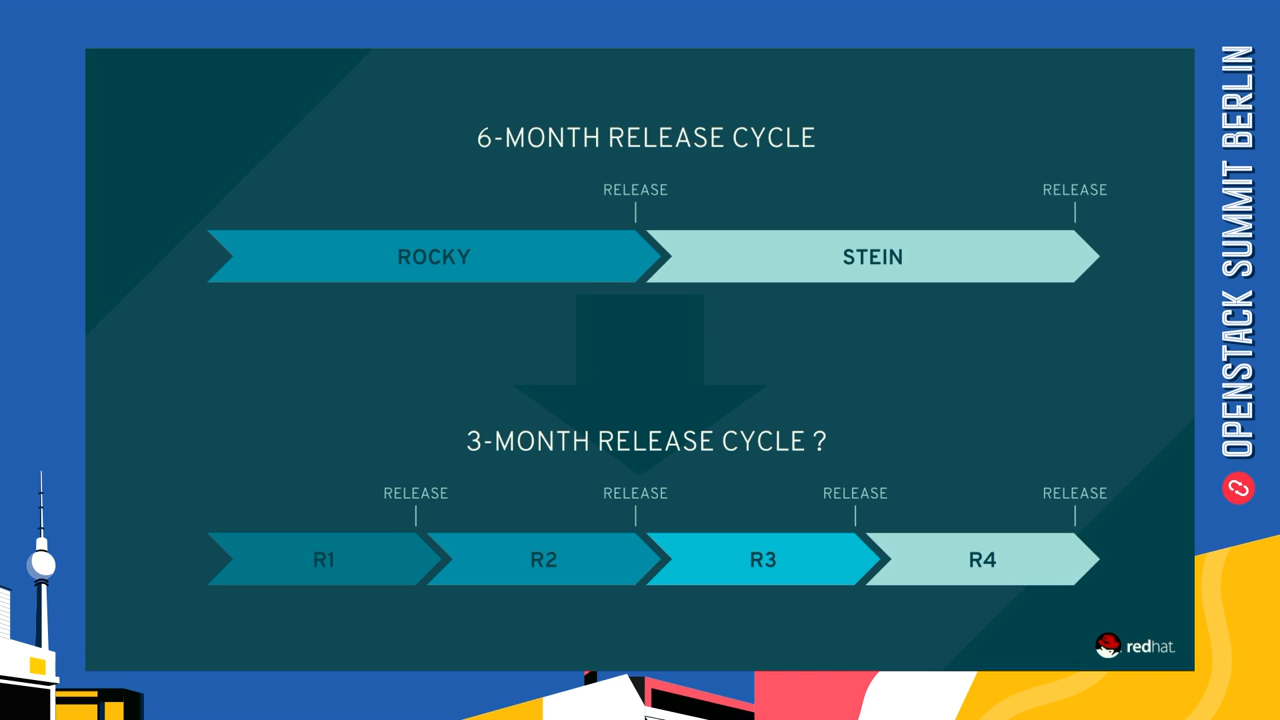 6-MONTH RELEASE CYCLE
RELEASE
RELEASE
ROCKY
STEIN
3-MONTH RELEASE CYCLE ?
RELEASE
RELEASE
RELEASE
RELEASE
R1
R2
R3
R4
redhat.
OPENSTACK SUMMIT BERLIN